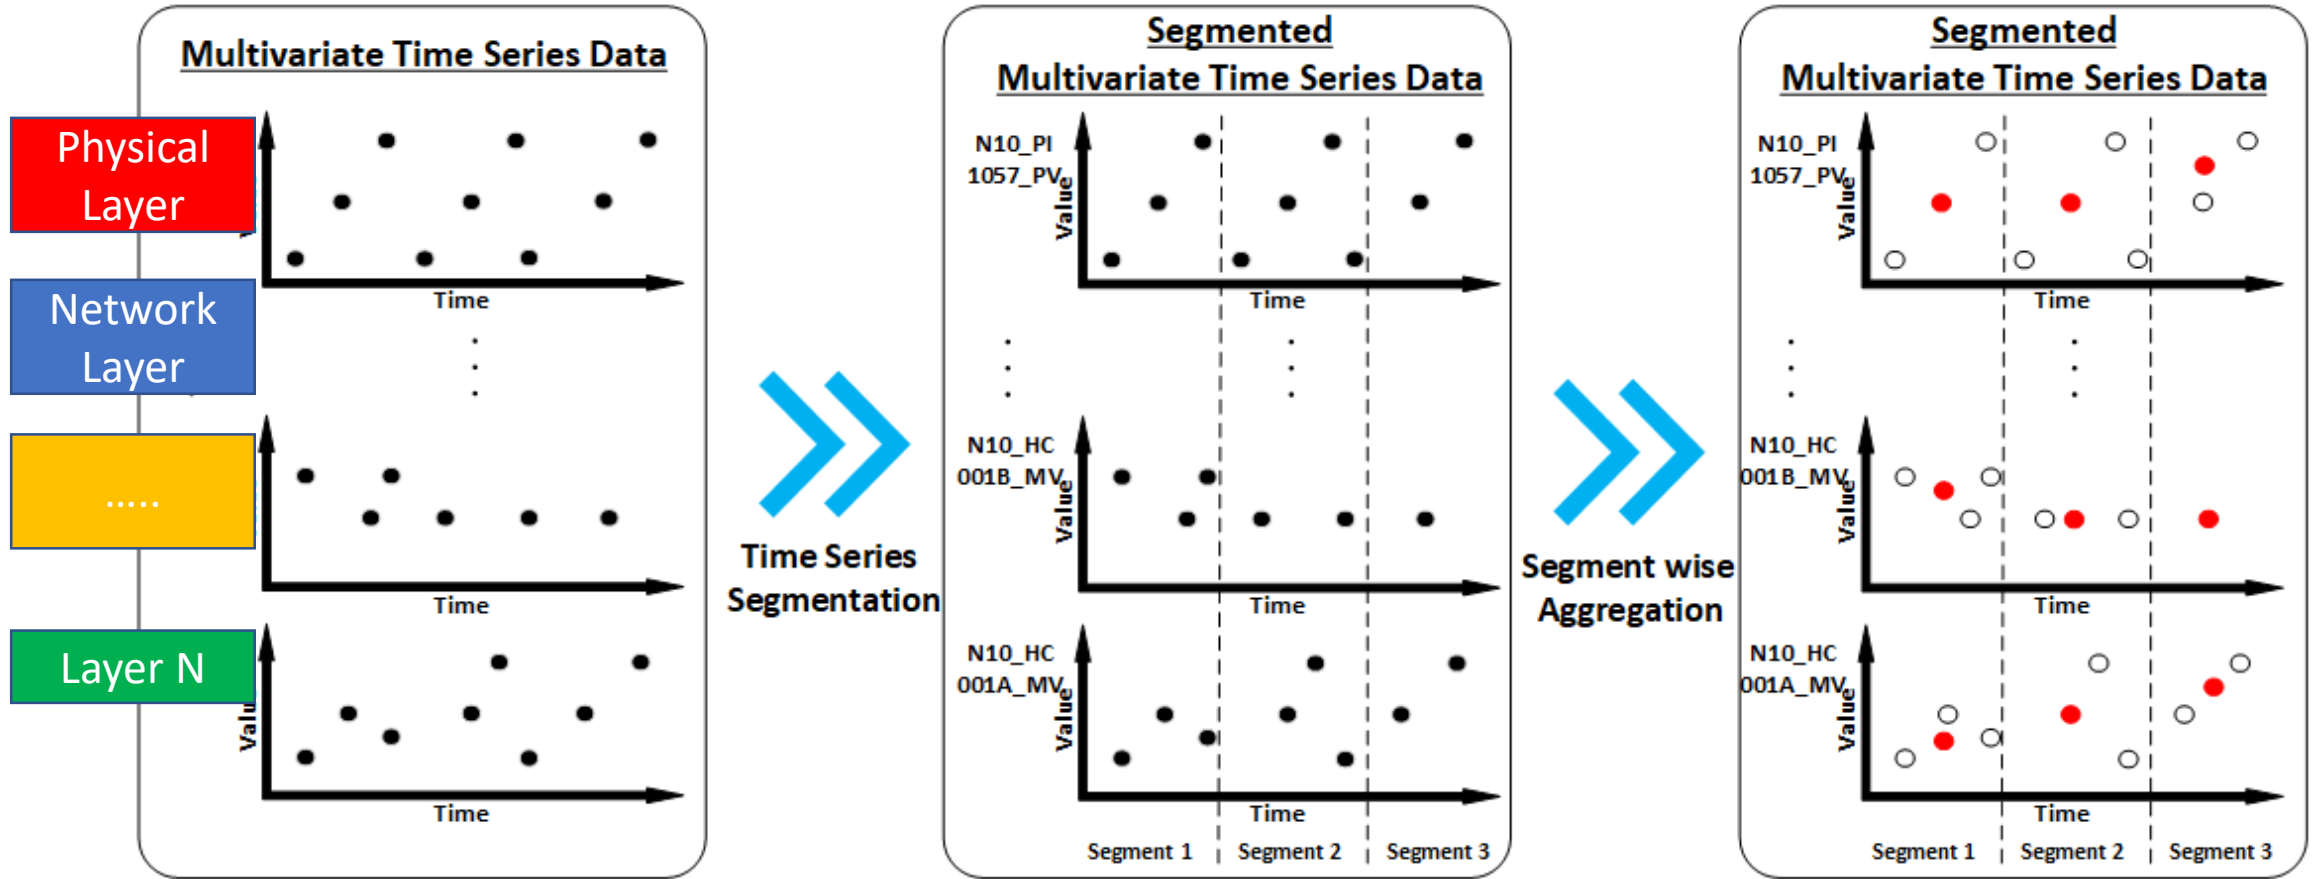 Multivariate Time Series Data
Physical
Layer
Time
Network
Layer
.....
Time
Layer N
Value
Time
Time Series
Segmentation
Segmented
Multivariate Time Series Data
N10_PI
1057_PV
Value
Time
N10_HC
001B_MV
Value
Time
N10_HC
001A_MV
Value
Time
Segment 1
Segment 2
Segment 3
Segment wise
Aggregation
Segmented
Multivariate Time Series Data
N10_PI
1057_PV
Value
Time
N10_HC
001B_MV
Value
Time
N10_HC
001A_MV
Value
Time
Segment 1
Segment 2
Segment 3